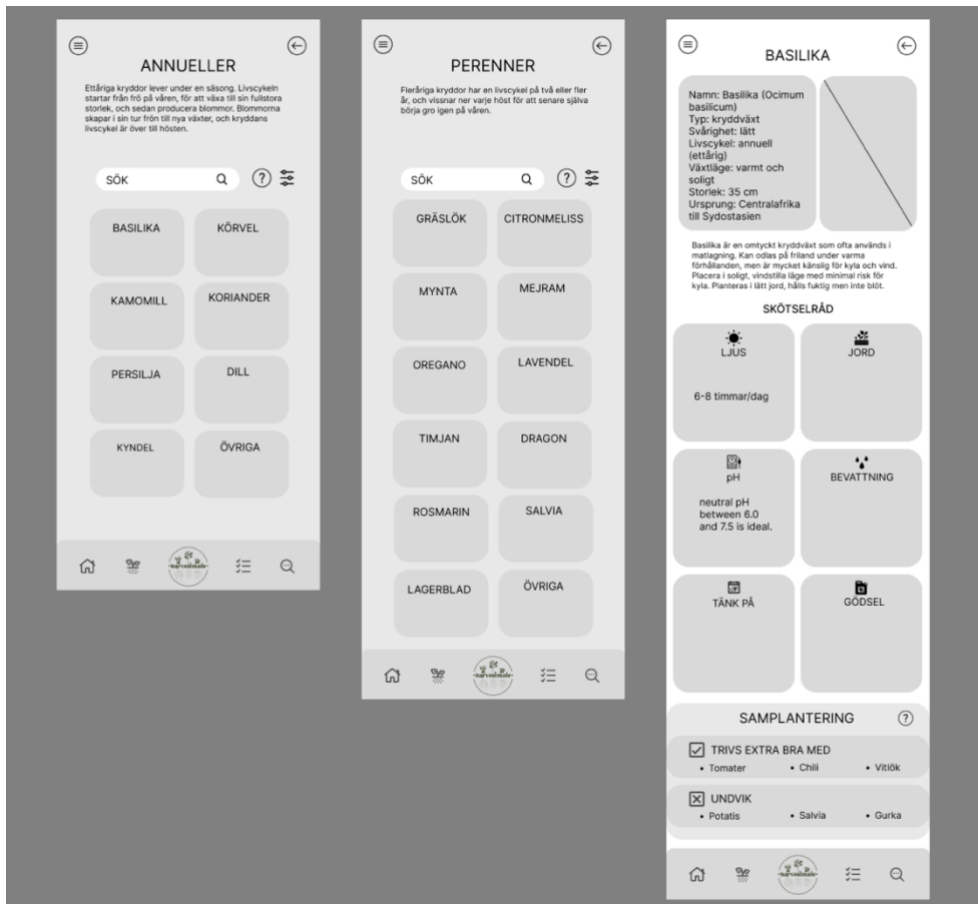 ANNUELLER
Ettåriga kryddor lever under en säsong. Livscykeln
startar från frö på våren, för att växa till sin fullstora
storlek, och sedan producera blommor. Blommorna
skapar i sin tur frön till nya växter, och kryddans
livscykel är över till hösten.
SÖK
?
BASILIKA
KÖRVEL
KAMOMILL
KORIANDER
PERSILJA
DILL
KYNDEL
ÖVRIGA
PERENNER
Fleråriga kryddor har en livscykel på två eller fler
år, och vissnar ner varje höst för att senare själva
börja gro igen på våren.
SÖK
?
GRÄSLÖK
CITRONMELISS
MYNTA
MEJRAM
OREGANO
LAVENDEL
TIMJAN
DRAGON
ROSMARIN
SALVIA
LAGERBLAD
ÖVRIGA
BASILIKA
Namn: Basilika (Ocimum
basilicum)
Typ: kryddväxt
Svårighet: lätt
Livscykel: annuell
(ettårig)
Växtläge: varmt och
soligt
Storlek: 35 cm
Ursprung: Centralafrika
till Sydostasien
Basilika är en omtyckt kryddväxt som ofta används i
matlagning. Kan odlas på friland under varma
förhållanden, men är mycket känslig för kyla och vind.
Placera i soligt, vindstilla läge med minimal risk för
kyla. Planteras i lätt jord, hålls fuktig men inte blöt.
SKÖTSELRÅD
LJUS
6-8 timmar/dag
JORD
pH
neutral pH
between 6.0
and 7.5 is ideal.
BEVATTNING
TÄNK PÅ
GÖDSEL
SAMPLANTERING
?
TRIVS EXTRA BRA MED
• Tomater • Chili • Vitlök
UNDVIK
• Potatis • Salvia • Gurka